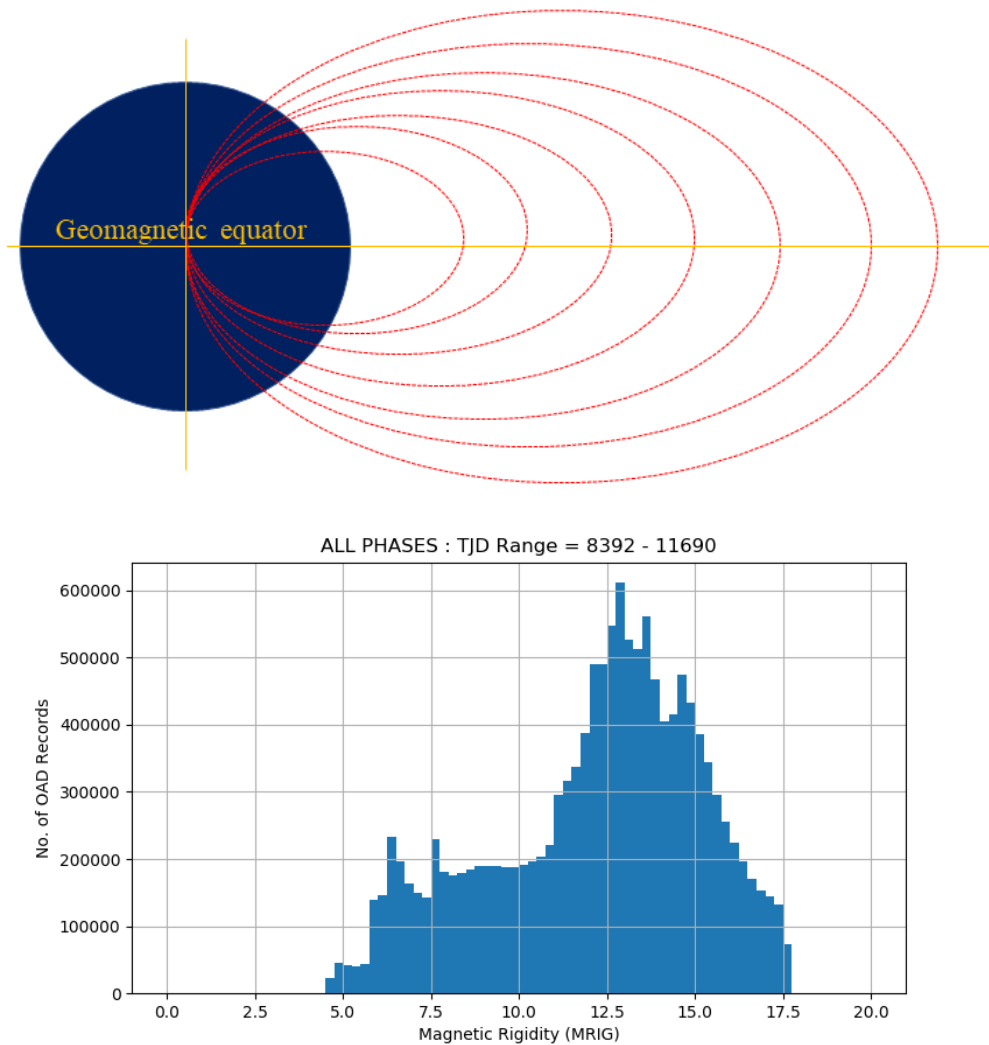 Geomagnetic equator
ALL PHASES : TJD Range = 8392 - 11690
600000
500000
400000
300000
200000
100000
0
No. of OAD Records
0.0 2.5 5.0 7.5 10.0 12.5 15.0 17.5 20.0
Magnetic Rigidity (MRIG)